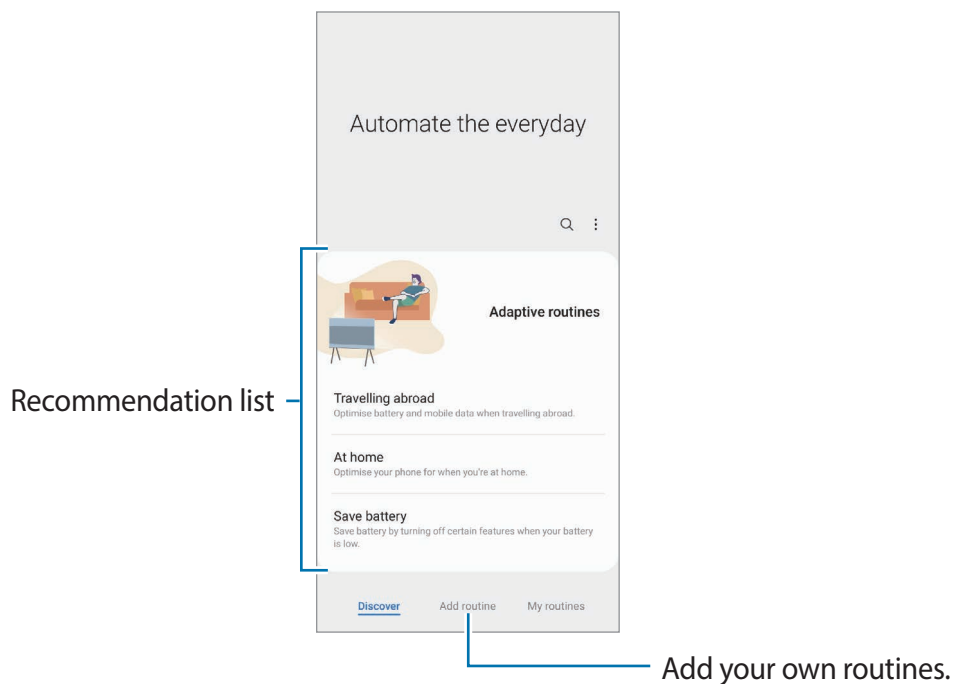 Automate the everyday
Adaptive routines
Recommendation list
Travelling abroad
Optimise battery and mobile data when travelling abroad.
At home
Optimise your phone for when you're at home.
Save battery
Save battery by turning off certain features when your battery
is low.
Discover Add routine My routines
Add your own routines.